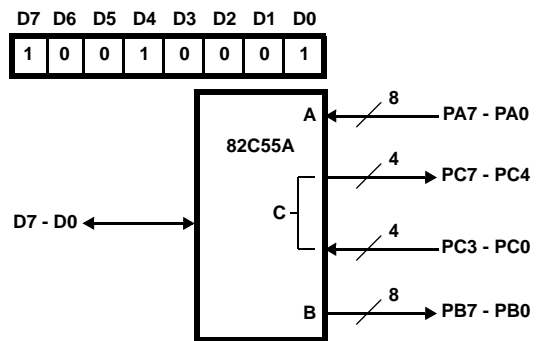 D7 D6 D5 D4 D3 D2 D1 D0
1 0 0 1 0 0 0 1
A 8 PA7 - PA0
82C55A
4 PC7 - PC4
D7 - D0 C
4 PC3 - PC0
B 8 PB7 - PB0